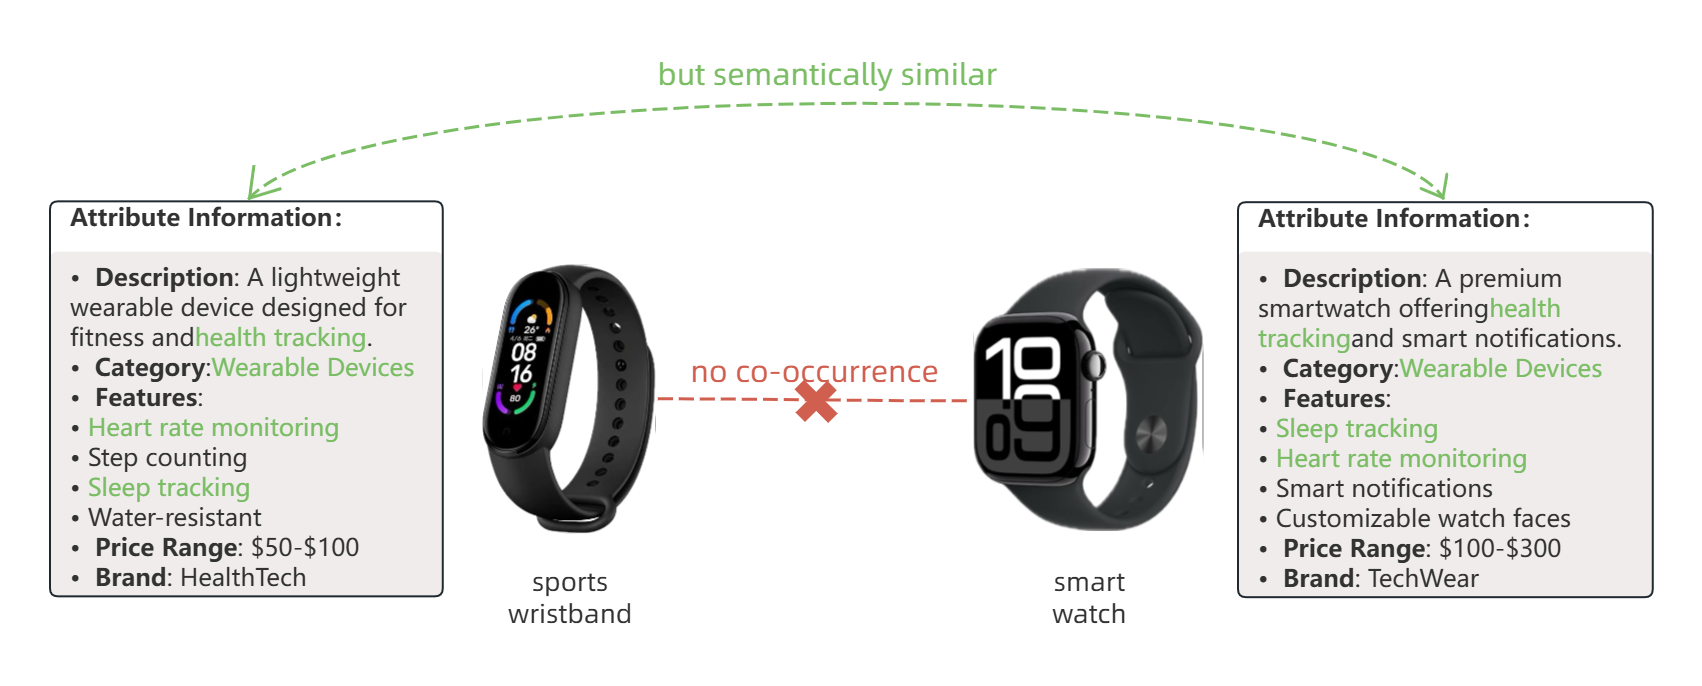 but semantically similar
Attribute Information:
• Description: A lightweight
wearable device designed for
fitness andhealth tracking.
• Category:Wearable Devices
• Features:
• Heart rate monitoring
• Step counting
• Sleep tracking
• Water-resistant
• Price Range: $50-$100
• Brand: HealthTech
26°
08
16
80
sports
wristband
no co-occurrence
10
09
smart
watch
Attribute Information:
• Description: A premium
smartwatch offeringhealth
trackingand smart notifications.
• Category:Wearable Devices
• Features:
• Sleep tracking
• Heart rate monitoring
• Smart notifications
• Customizable watch faces
• Price Range: $100-$300
• Brand: TechWear